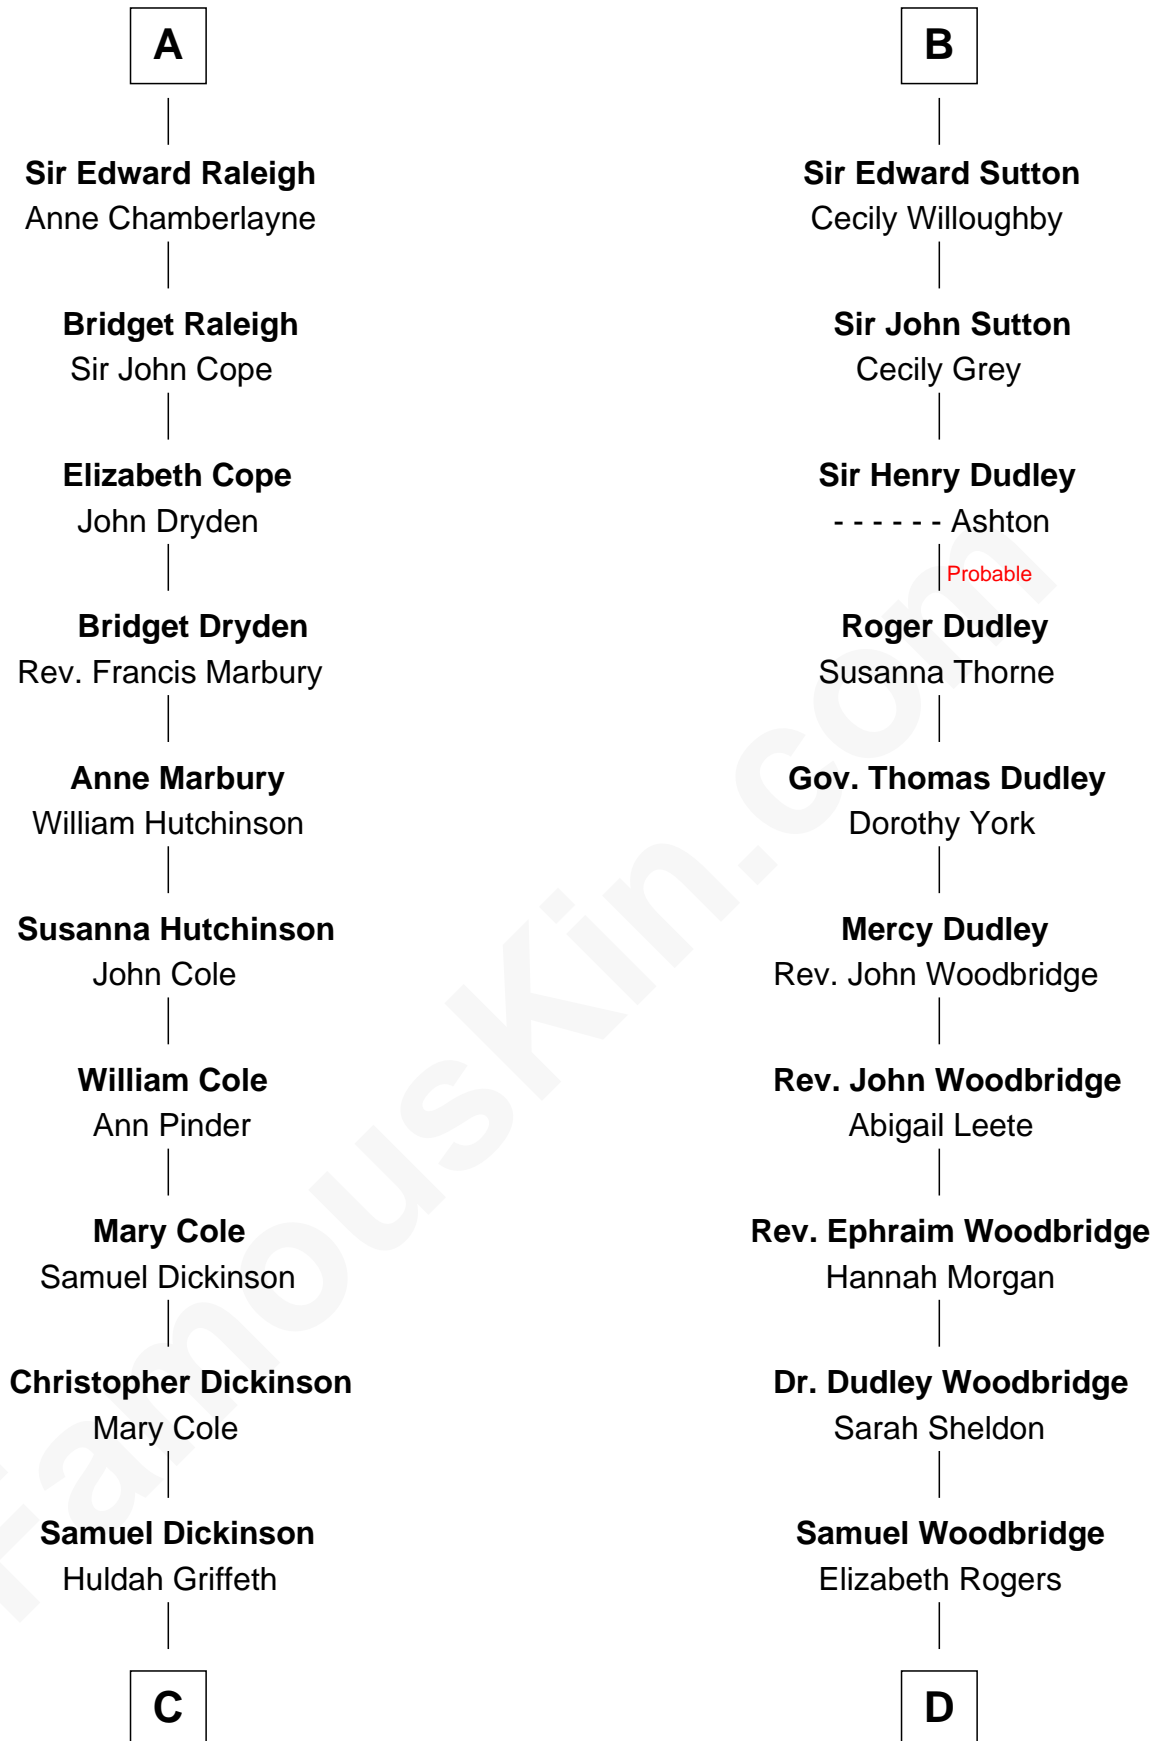 A
Sir Edward Raleigh
Anne Chamberlayne
Bridget Raleigh
Sir John Cope
Elizabeth Cope
John Dryden
Bridget Dryden
Rev. Francis Marbury
Anne Marbury
William Hutchinson
Susanna Hutchinson
John Cole
William Cole
Ann Pinder
Mary Cole
Samuel Dickinson
Christopher Dickinson
Mary Cole
Samuel Dickinson
Huldah Griffeth
C
B
Sir Edward Sutton
Cecily Willoughby
Sir John Sutton
Cecily Grey
Sir Henry Dudley
- - - - - - Ashton
Probable
Roger Dudley
Susanna Thorne
Gov. Thomas Dudley
Dorothy York
Mercy Dudley
Rev. John Woodbridge
Rev. John Woodbridge
Abigail Leete
Rev. Ephraim Woodbridge
Hannah Morgan
Dr. Dudley Woodbridge
Sarah Sheldon
Samuel Woodbridge
Elizabeth Rogers
D
FamousKin.com